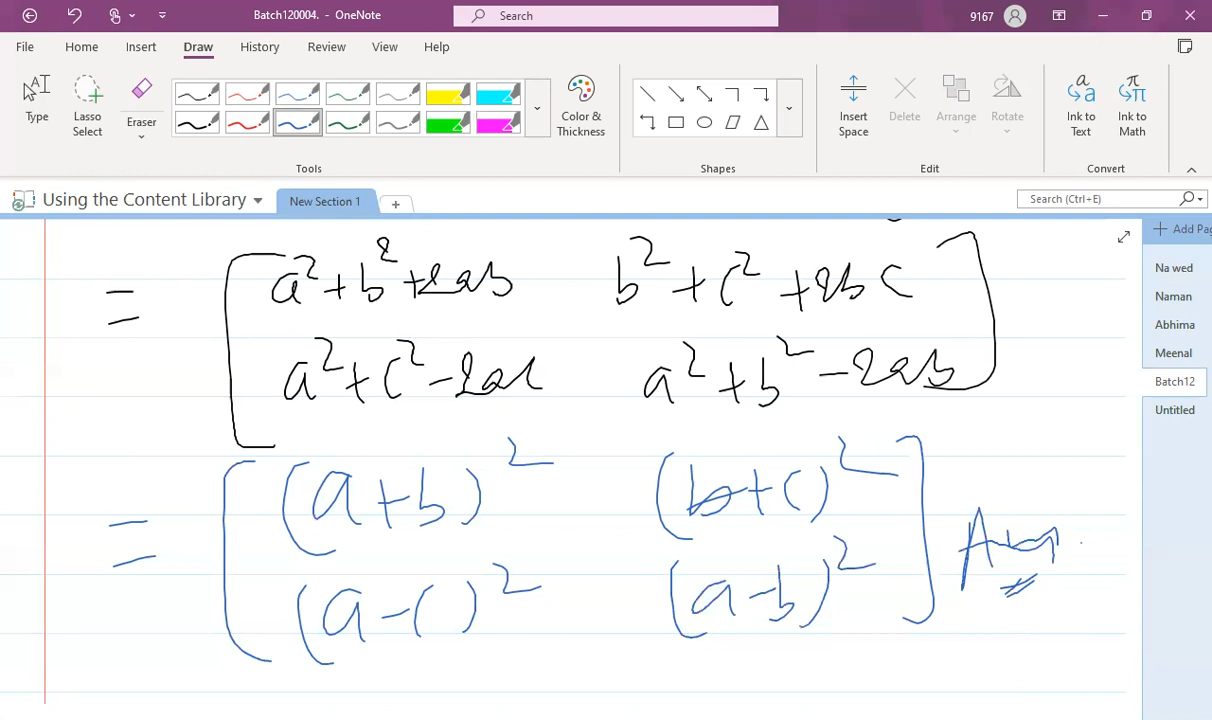 Batch120004. - OneNote
Search
9167
File Home Insert Draw History Review View Help
Type
Lasso Select
Eraser
Color & Thickness
Insert Space
Delete
Arrange
Rotate
Ink to Text
Ink to Math
Tools
Shapes
Edit
Convert
Using the Content Library
New Section 1
Search (Ctrl+E)
Add Pag
Na wed
Naman
Abhima
Meenal
Batch12
Untitled
= [ a²+b²+2ab b²+c²+2bc
a²+c²-2ac a²+b²-2ab ]
= [ (a+b)² (b+c)²
(a-c)² (a-b)² ]